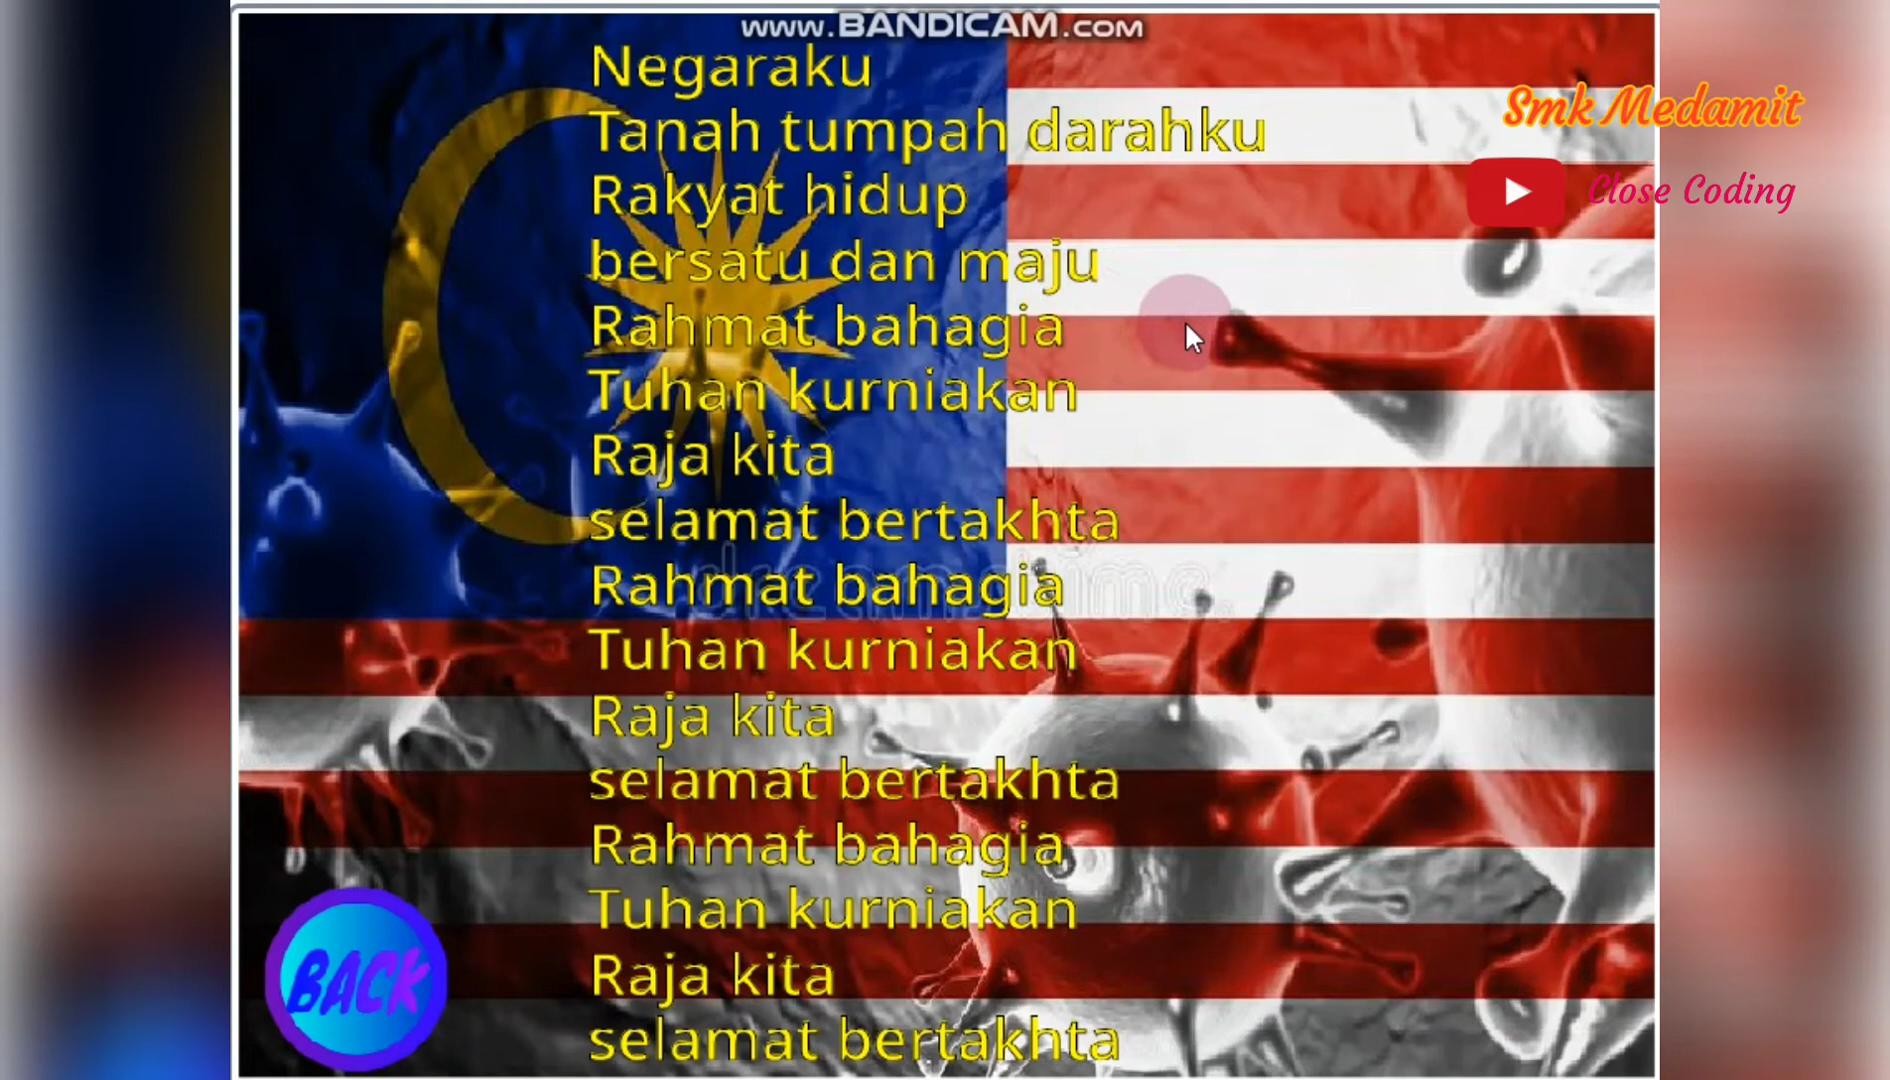 www.BANDICAM.com
Negaraku
Tanah tumpah darahku
Rakyat hidup
bersatu dan maju
Rahmat bahagia
Tuhan kurniakan
Raja kita
selamat bertakhta
Rahmat bahagia
Tuhan kurniakan
Raja kita
selamat bertakhta
Rahmat bahagia
Tuhan kurniakan
Raja kita
selamat bertakhta
Smk Medamit
Close Coding
BACK